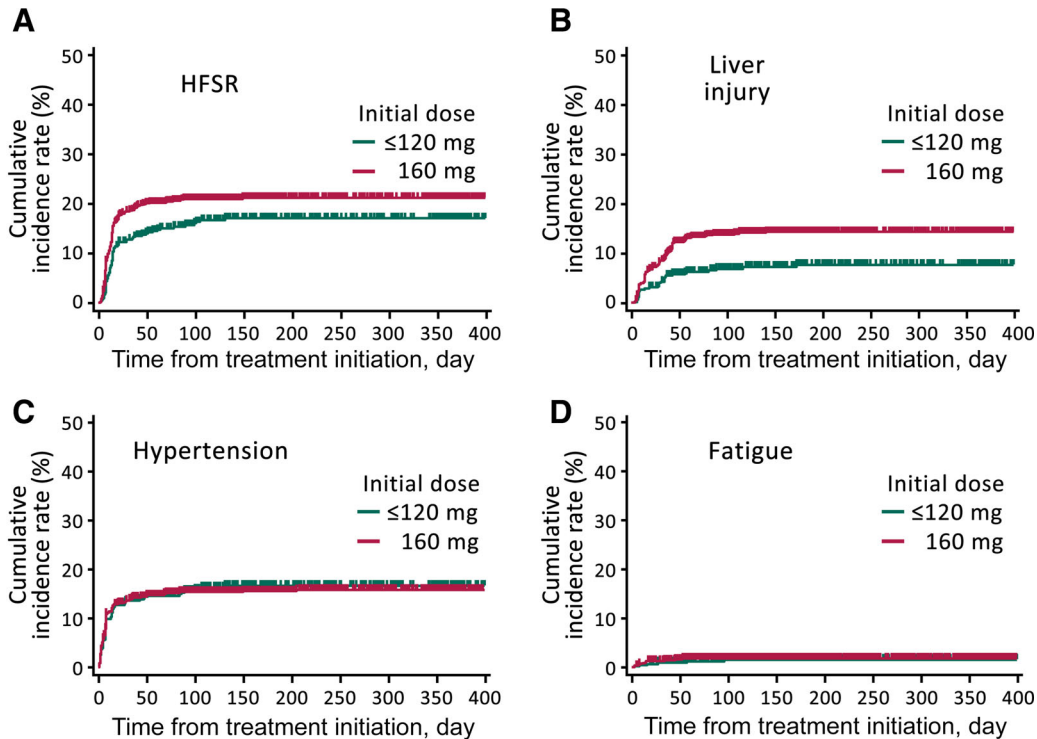 A
Cumulative
incidence rate (%)
50
40
30
20
10
0
HFSR
Initial dose
≤120 mg
160 mg
0 50 100 150 200 250 300 350 400
Time from treatment initiation, day
B
Cumulative
incidence rate (%)
50
40
30
20
10
0
Liver
injury
Initial dose
≤120 mg
160 mg
0 50 100 150 200 250 300 350 400
Time from treatment initiation, day
C
Cumulative
incidence rate (%)
50
40
30
20
10
0
Hypertension
Initial dose
≤120 mg
160 mg
0 50 100 150 200 250 300 350 400
Time from treatment initiation, day
D
Cumulative
incidence rate (%)
50
40
30
20
10
0
Fatigue
Initial dose
≤120 mg
160 mg
0 50 100 150 200 250 300 350 400
Time from treatment initiation, day